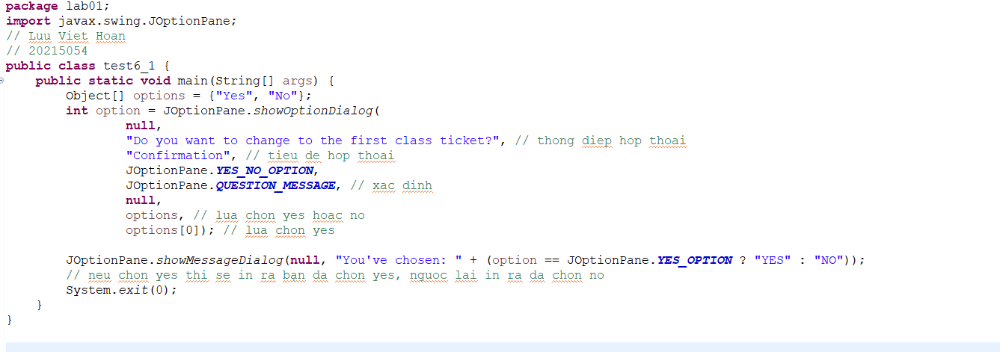 package lab01;
import javax.swing.JOptionPane;
// Luu Viet Hoan
// 20215054
public class test6_1 {
    public static void main(String[] args) {
        Object[] options = {"Yes", "No"};
        int option = JOptionPane.showOptionDialog(
                null,
                "Do you want to change to the first class ticket?", // thong diep hop thoai
                "Confirmation", // tieu de hop thoai
                JOptionPane.YES_NO_OPTION,
                JOptionPane.QUESTION_MESSAGE, // xac dinh
                null,
                options, // lua chon yes hoac no
                options[0]); // lua chon yes

        JOptionPane.showMessageDialog(null, "You've chosen: " + (option == JOptionPane.YES_OPTION ? "YES" : "NO"));
        // neu chon yes thi se in ra ban da chon yes, nguoc lai in ra da chon no
        System.exit(0);
    }
}